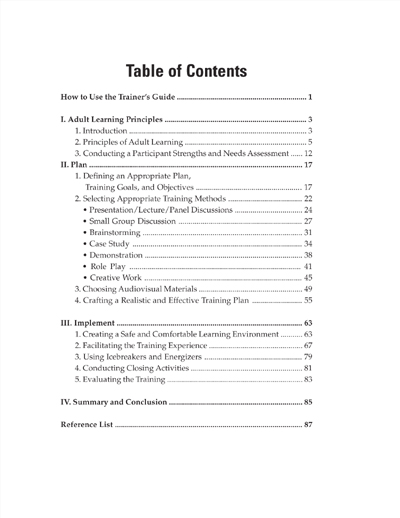 Table of Contents
How to Use the Trainer's Guide ............................................................ 1
I. Adult Learning Principles ................................................................ 3
1. Introduction ................................................................................ 3
2. Principles of Adult Learning ........................................................ 5
3. Conducting a Participant Strengths and Needs Assessment ..... 12
II. Plan ............................................................................................. 17
1. Defining an Appropriate Plan,
Training Goals, and Objectives ................................................ 17
2. Selecting Appropriate Training Methods .................................. 22
• Presentation/Lecture/Panel Discussions ............................... 24
• Small Group Discussion ........................................................ 27
• Brainstorming ........................................................................ 31
• Case Study ............................................................................. 34
• Demonstration ....................................................................... 38
• Role Play ............................................................................... 41
• Creative Work ........................................................................ 45
3. Choosing Audiovisual Materials ............................................... 49
4. Crafting a Realistic and Effective Training Plan ....................... 55
III. Implement ................................................................................... 63
1. Creating a Safe and Comfortable Learning Environment .......... 63
2. Facilitating the Training Experience .......................................... 67
3. Using Icebreakers and Energizers ............................................. 79
4. Conducting Closing Activities ................................................... 81
5. Evaluating the Training ............................................................. 83
IV. Summary and Conclusion ............................................................ 85
Reference List .................................................................................. 87